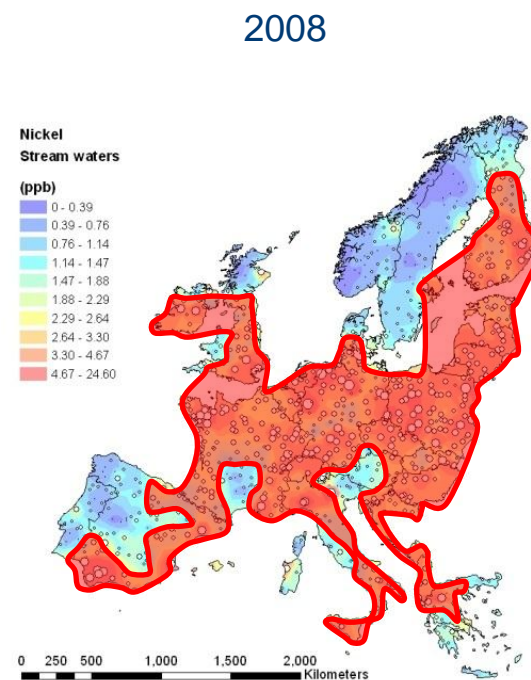 2008
Nickel
Stream waters
(ppb)
0 - 0.39
0.39 - 0.76
0.76 - 1.14
1.14 - 1.47
1.47 - 1.88
1.88 - 2.29
2.29 - 2.64
2.64 - 3.30
3.30 - 4.67
4.67 - 24.60
0 250 500 1,000 1,500 2,000
Kilometers